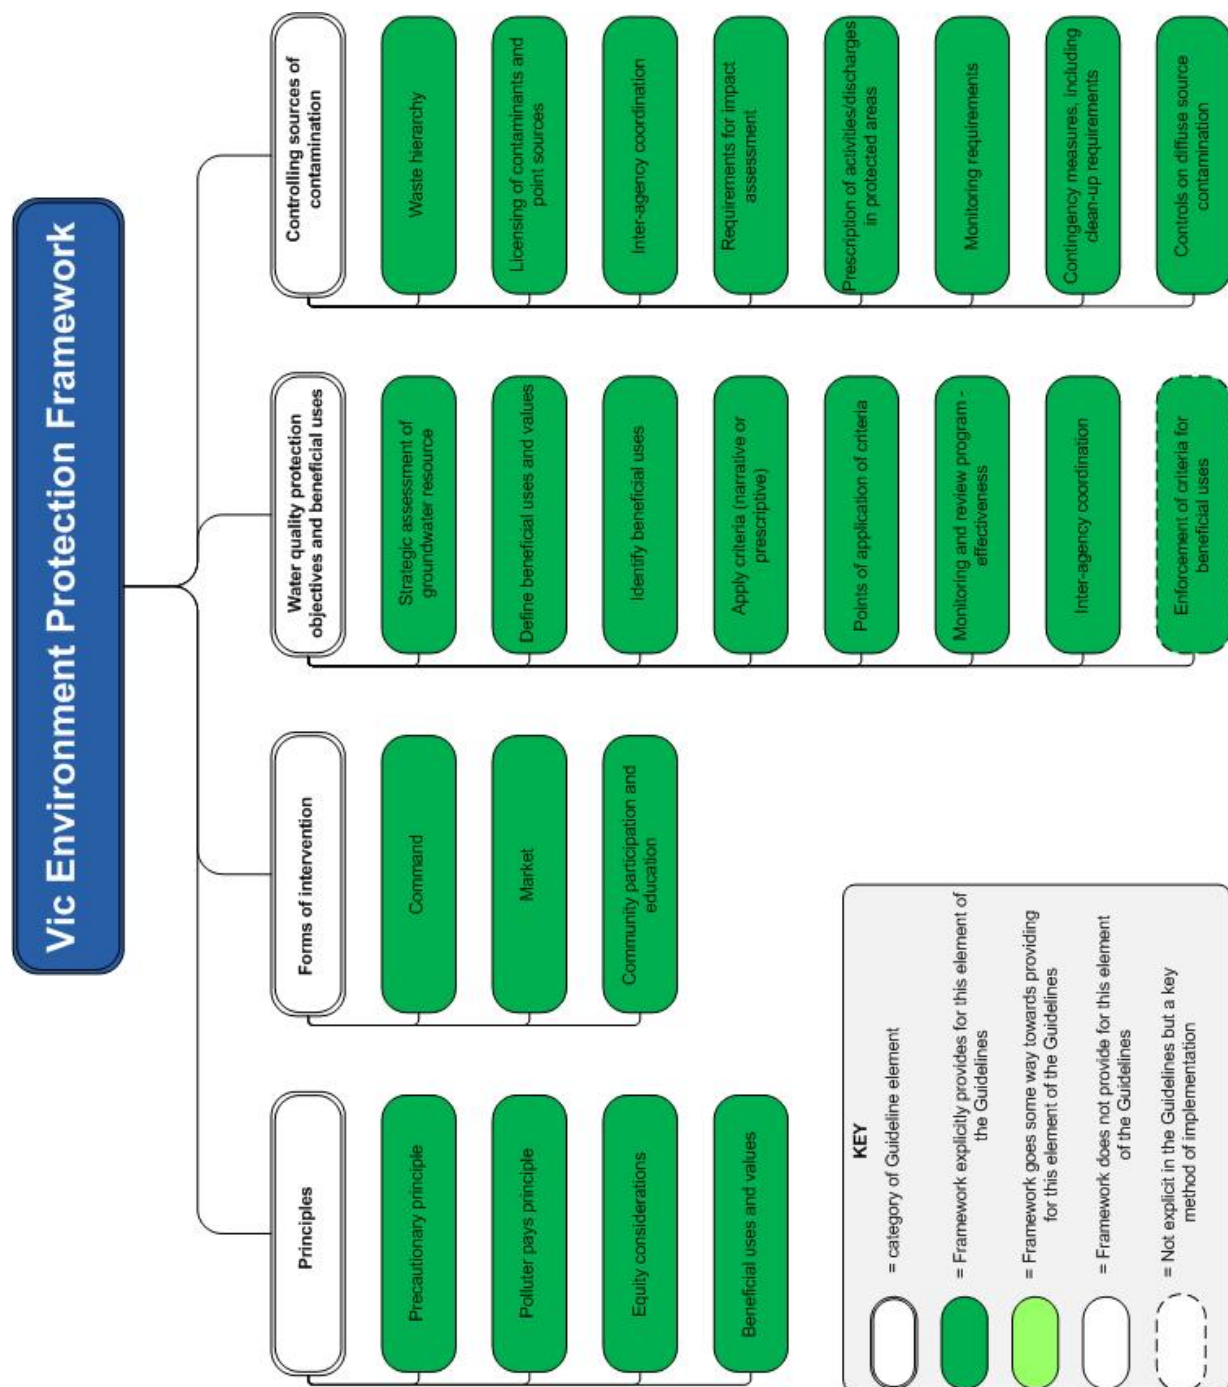 Vic Environment Protection Framework
Principles
Precautionary principle
Polluter pays principle
Equity considerations
Beneficial uses and values
Forms of intervention
Command
Market
Community participation and
education
Water quality protection
objectives and beneficial uses
Strategic assessment of
groundwater resource
Define beneficial uses and values
Identify beneficial uses
Apply criteria (narrative or
prescriptive)
Points of application of criteria
Monitoring and review program -
effectiveness
Inter-agency coordination
Enforcement of criteria for
beneficial uses
Controlling sources of
contamination
Waste hierarchy
Licensing of contaminants and
point sources
Inter-agency coordination
Requirements for impact
assessment
Prescription of activities/discharges
in protected areas
Monitoring requirements
Contingency measures, including
clean-up requirements
Controls on diffuse source
contamination
KEY
= category of Guideline element
= Framework explicitly provides for this element of
the Guidelines
= Framework goes some way towards providing
for this element of the Guidelines
= Framework does not provide for this element
of the Guidelines
= Not explicit in the Guidelines but a key
method of implementation